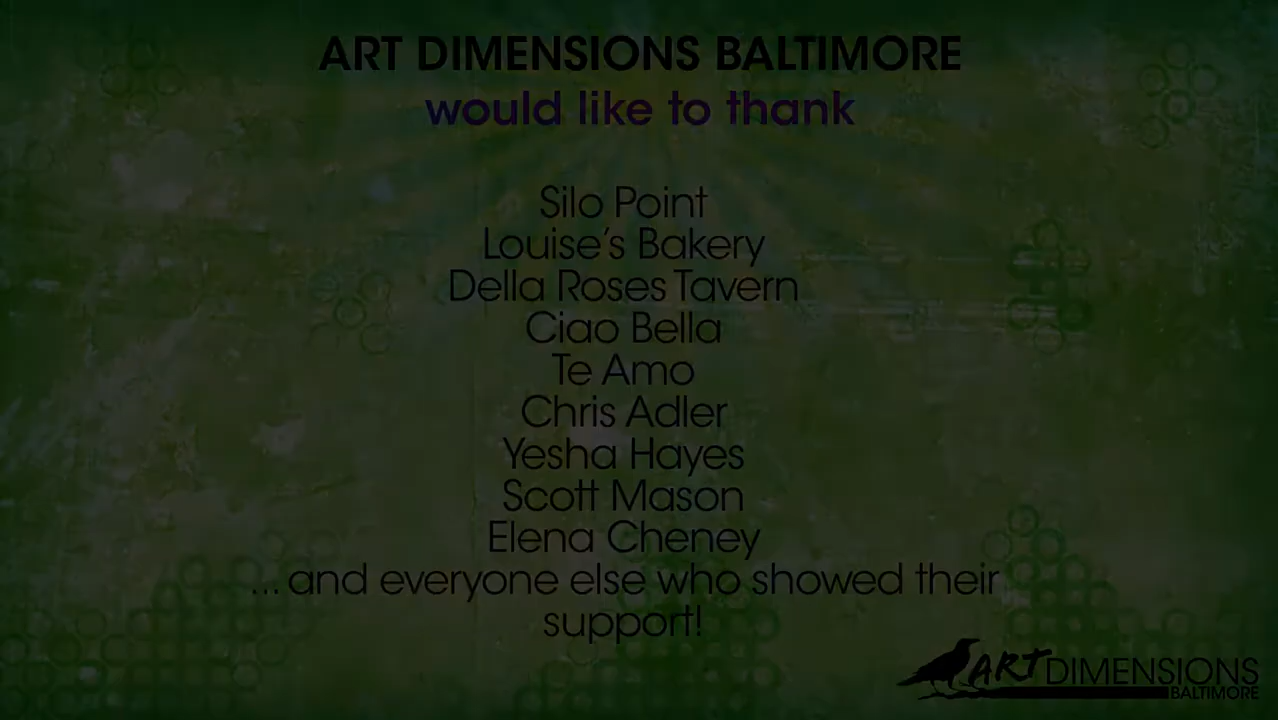 ART DIMENSIONS BALTIMORE
would like to thank
Silo Point
Louise’s Bakery
Della Roses Tavern
Ciao Bella
Te Amo
Chris Adler
Yesha Hayes
Scott Mason
Elena Cheney
... and everyone else who showed their
support!
ART DIMENSIONS
BALTIMORE